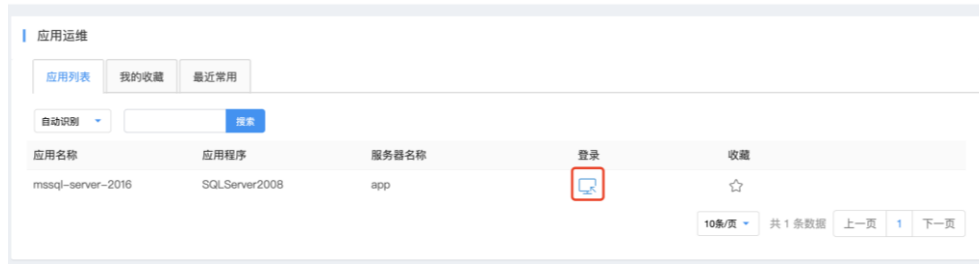 应用运维
应用列表 我的收藏 最近常用
自动识别 搜索
应用名称 应用程序 服务器名称 登录 收藏
mssql-server-2016 SQLServer2008 app
10条/页 共 1 条数据 上一页 1 下一页